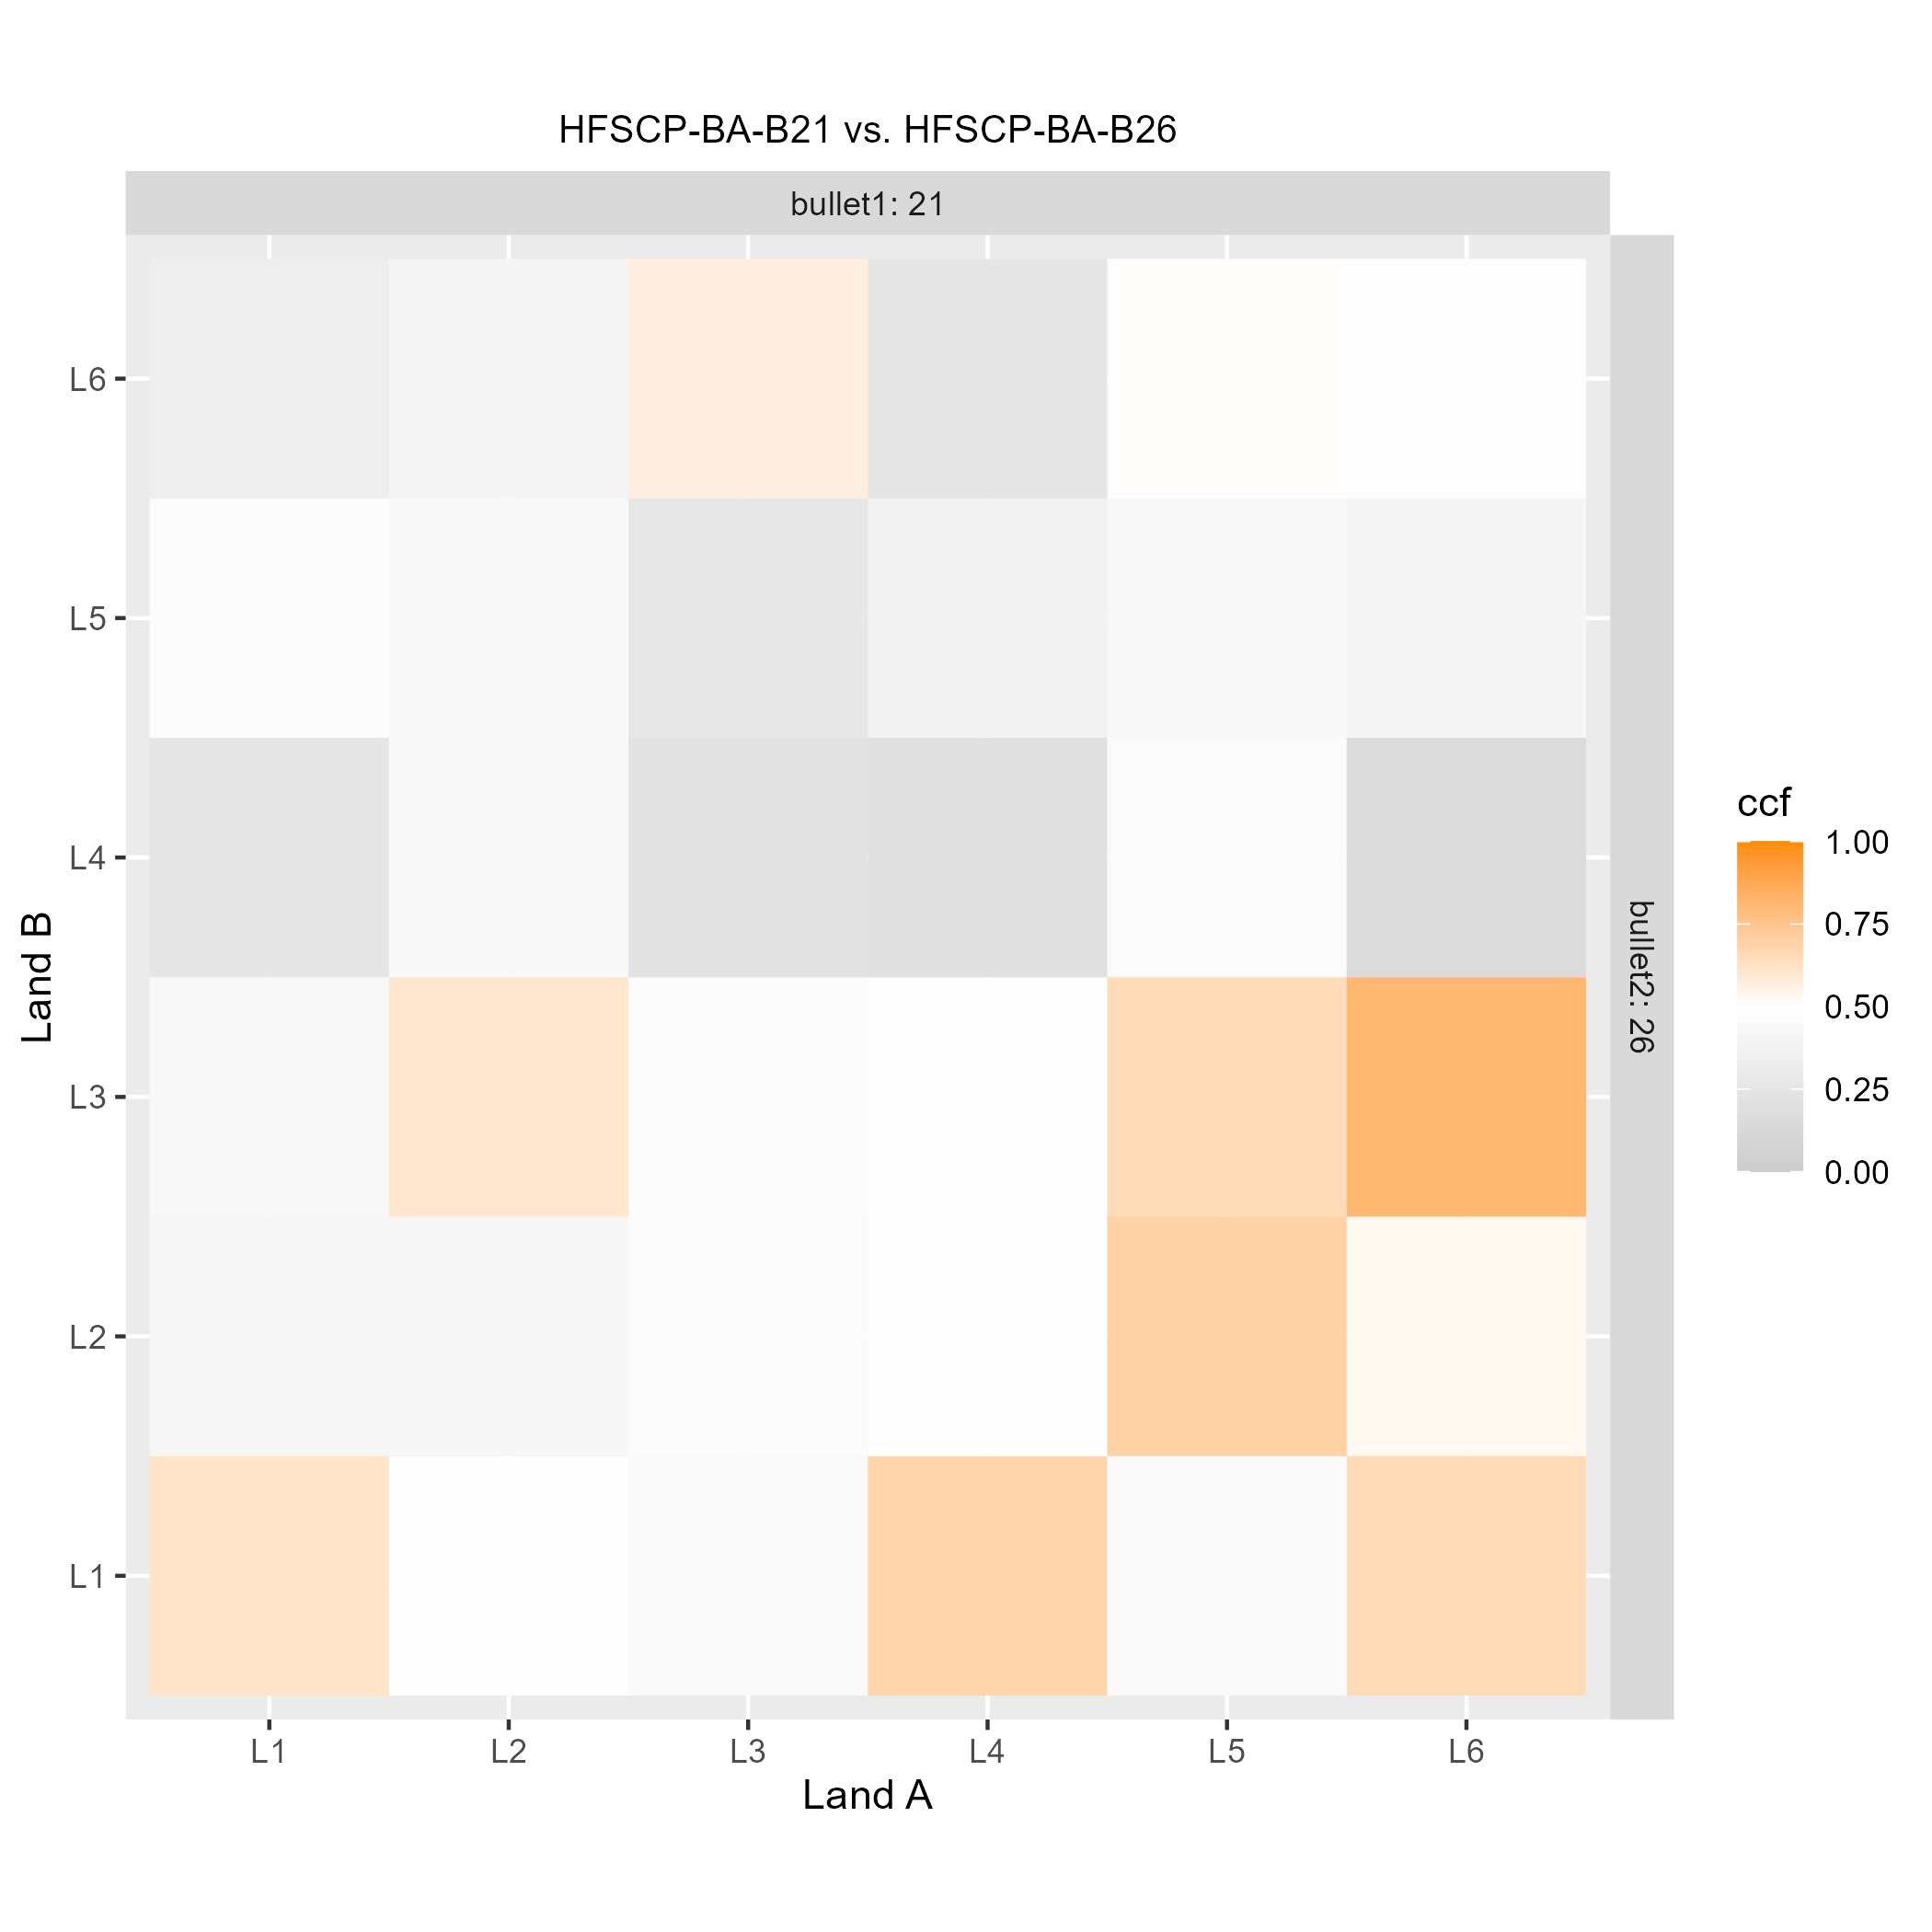 HFSCP-BA-B21 vs. HFSCP-BA-B26
bullet1: 21
L6
L5
L4
L3
L2
L1
Land B
L1 L2 L3 L4 L5 L6
Land A
bullet2: 26
ccf
1.00
0.75
0.50
0.25
0.00